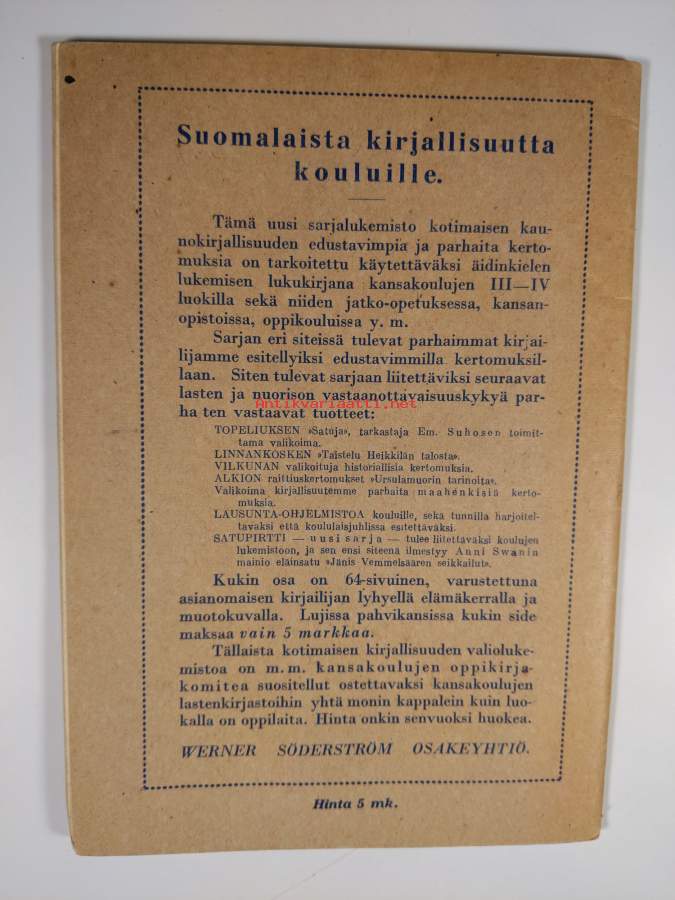 Suomalaista kirjallisuutta
kouluille.
Tämä uusi sarjalukemisto kotimaisen kau-
nokirjallisuuden edustavimpia ja parhaita kerto-
muksia on tarkoitettu käytettäväksi äidinkielen
lukemisen lukukirjana kansakoulujen III—IV
luokilla sekä niiden jatko-opetuksessa, kansan-
opistoissa, oppikouluissa y. m.
Sarjan eri siteissä tulevat parhaimmat kirjai-
lijamme esitellyiksi edustavimmilla kertomuksil-
laan. Siten tulevat sarjaan liitettäviksi seuraavat
lasten ja nuorison vastaanottavaisuuskykyä par-
Antikvariaatti.net
ha ten vastaavat tuotteet:
TOPELIUKSEN »Satuja», tarkastaja Em. Suhosen toimit-
tama valikoima.
LINNANKOSKEN »Taistelu Heikkilän talosta».
VILKUNAN valikoituja historiallisia kertomuksia.
ALKION raittiuskertomukset »Ursulamuorin tarinoita».
Valikoima kirjallisuutemme parhaita maahenkisiä kerto-
muksia.
LAUSUNTA-OHJELMISTOA kouluille, sekä tunnilla harjoitel-
tavaksi että koululaisjuhlissa esitettäväksi.
SATUPIRTTI — uusi sarja — tulee liitettäväksi koulujen
lukemistoon, ja sen ensi siteenä ilmestyy Anni Swanin
mainio eläinsatu »Jänis Vemmelsäären seikkailut».
Kukin osa on 64-sivuinen, varustettuna
asianomaisen kirjailijan lyhyellä elämäkerralla ja
muotokuvalla. Lujissa pahvikansissa kukin side
maksaa vain 5 markkaa.
Tällaista kotimaisen kirjallisuuden valioluke-
mistoa on m. m. kansakoulujen oppikirja-
komitea suositellut ostettavaksi kansakoulujen
lastenkirjastoihin yhtä monin kappalein kuin luo-
kalla on oppilaita. Hinta onkin senvuoksi huokea.
WERNER SÖDERSTRÖM OSAKEYHTIÖ.
Hinta 5 mk.